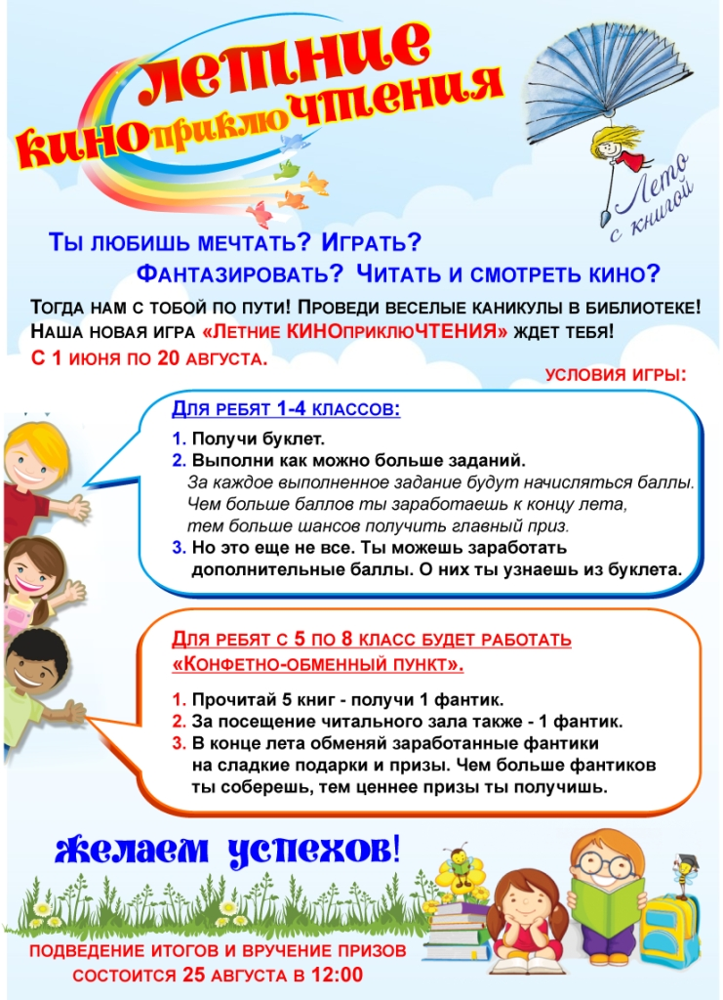 летние
киноприклюЧтения
Лето
с книгой
Ты любишь мечтать? Играть?
Фантазировать? Читать и смотреть кино?
Тогда нам с тобой по пути! Проведи веселые каникулы в библиотеке!
Наша новая игра «Летние КИНОприклюЧТЕНИЯ» ждет тебя!
С 1 июня по 20 августа.
условия игры:
Для ребят 1-4 классов:
1. Получи буклет.
2. Выполни как можно больше заданий.
За каждое выполненное задание будут начисляться баллы.
Чем больше баллов ты заработаешь к концу лета,
тем больше шансов получить главный приз.
3. Но это еще не все. Ты можешь заработать
дополнительные баллы. О них ты узнаешь из буклета.
Для ребят с 5 по 8 класс будет работать
«Конфетно-обменный пункт».
1. Прочитай 5 книг - получи 1 фантик.
2. За посещение читального зала также - 1 фантик.
3. В конце лета обменяй заработанные фантики
на сладкие подарки и призы. Чем больше фантиков
ты соберешь, тем ценнее призы ты получишь.
желаем успехов!
подведение итогов и вручение призов
состоится 25 августа в 12:00